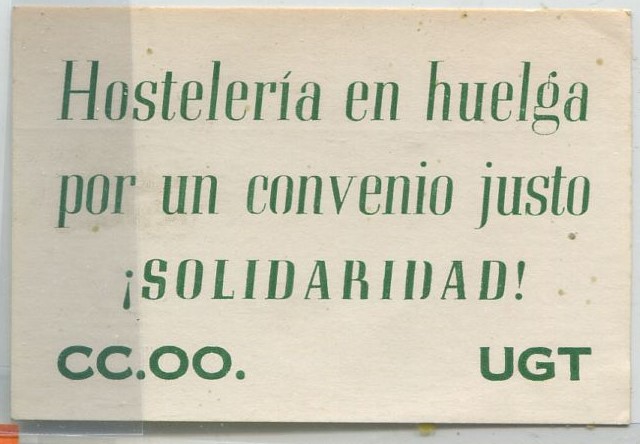 Hostelería en huelga
por un convenio justo
¡SOLIDARIDAD!
CC.OO. UGT